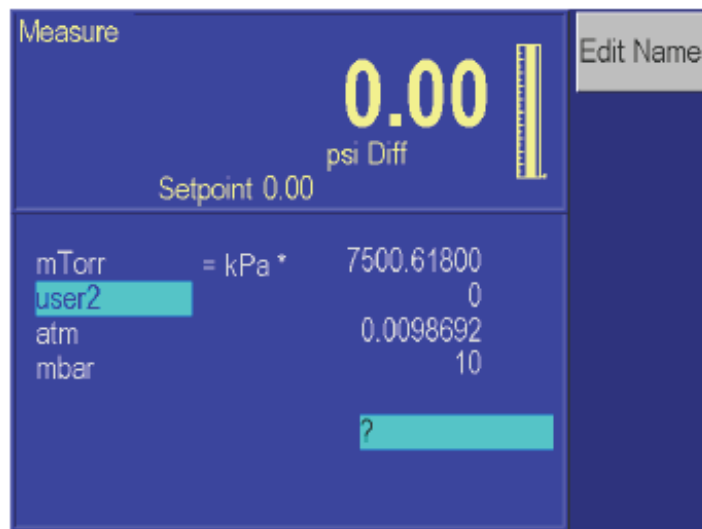 Measure
Edit Name
0.00
psi Diff
Setpoint 0.00
mTorr = kPa * 7500.61800
user2 0
atm 0.0098692
mbar 10
?